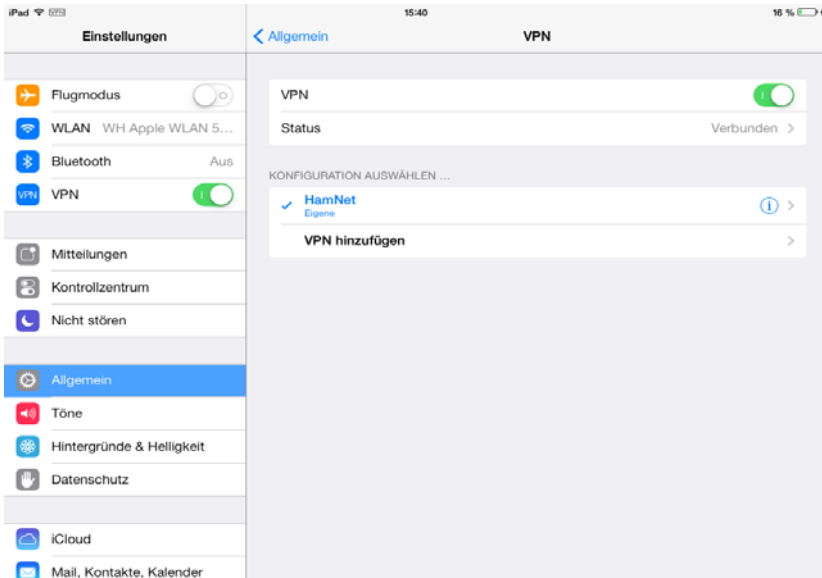 iPad VPN 15:40 16 %
Einstellungen
Allgemein
VPN
Flugmodus
WLAN WH Apple WLAN 5...
Bluetooth Aus
VPN VPN
Mitteilungen
Kontrollzentrum
Nicht stören
Allgemein
Töne
Hintergründe & Helligkeit
Datenschutz
iCloud
Mail, Kontakte, Kalender
VPN
Status Verbunden
KONFIGURATION AUSWÄHLEN ...
HamNet
Eigene
VPN hinzufügen